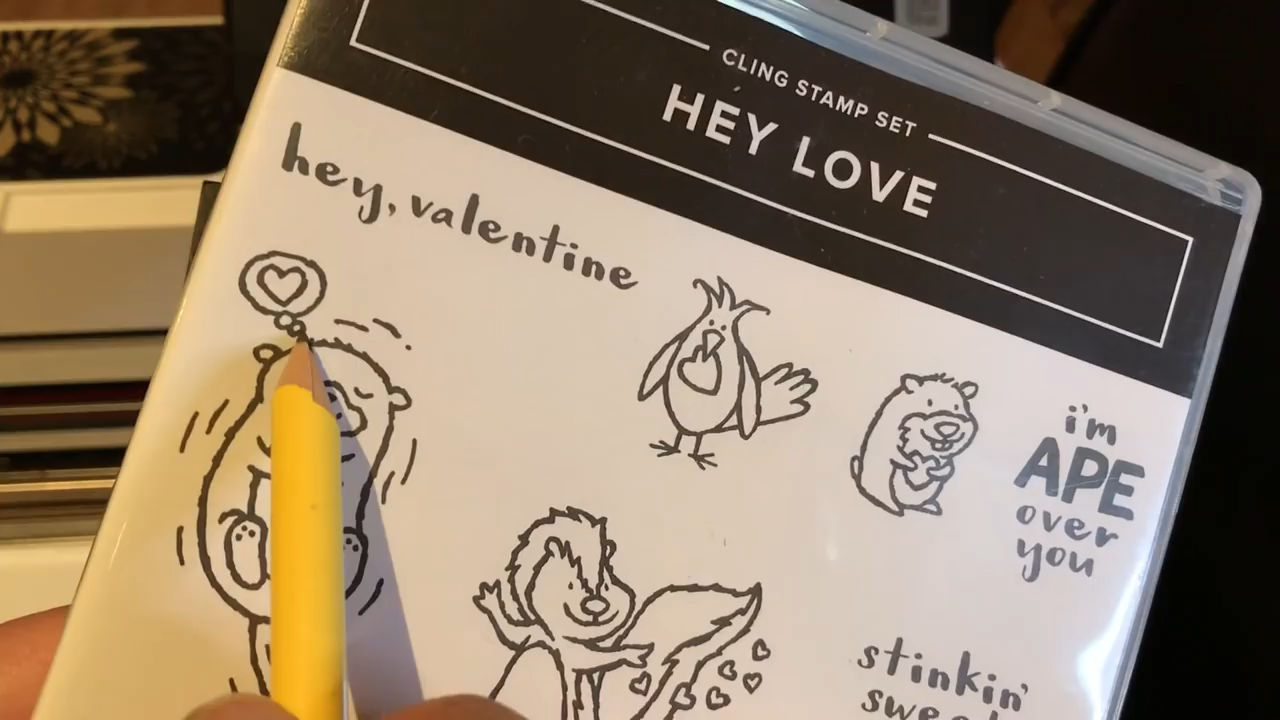 CLING STAMP SET
HEY LOVE
hey, valentine
i'm
APE
over
you
stinkin'